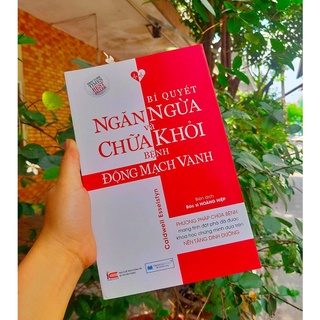 BÍ QUYẾT
NGĂN NGỪA
và
CHỮA KHỎI
BỆNH
ĐỘNG MẠCH VÀNH
Caldwell Esselstyn
Biên dịch
Bác sĩ HOÀNG HIỆP
PHƯƠNG PHÁP CHỮA BỆNH
mang tính đột phá đã được
khoa học chứng minh dựa trên
NỀN TẢNG DINH DƯỠNG